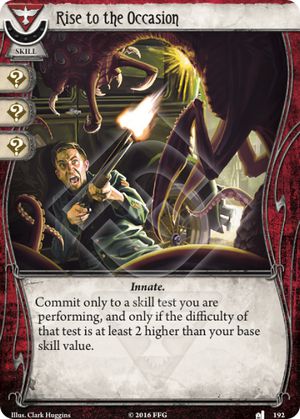 Rise to the Occasion
SKILL
?
?
?
Innate.
Commit only to a skill test you are
performing, and only if the difficulty of
that test is at least 2 higher than your base
skill value.
Illus. Clark Huggins
© 2016 FFG
192